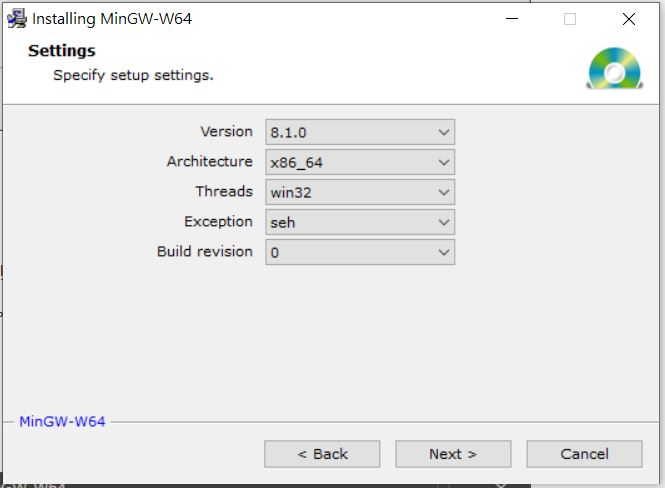 Installing MinGW-W64
Settings
Specify setup settings.
Version 8.1.0
Architecture x86_64
Threads win32
Exception seh
Build revision 0
MinGW-W64
< Back Next > Cancel